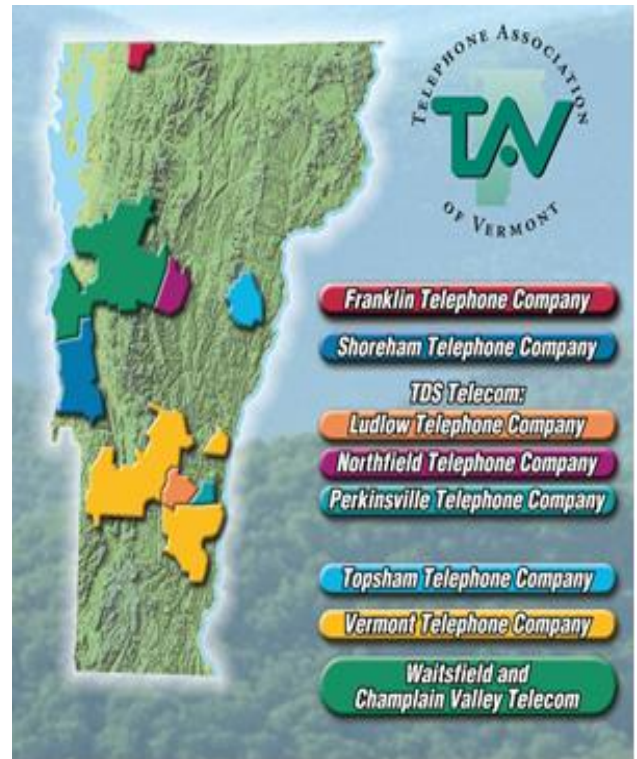 TELEPHONE ASSOCIATION
TAV
OF VERMONT
Franklin Telephone Company
Shoreham Telephone Company
TDS Telecom:
Ludlow Telephone Company
Northfield Telephone Company
Perkinsville Telephone Company
Topsham Telephone Company
Vermont Telephone Company
Waitsfield and
Champlain Valley Telecom